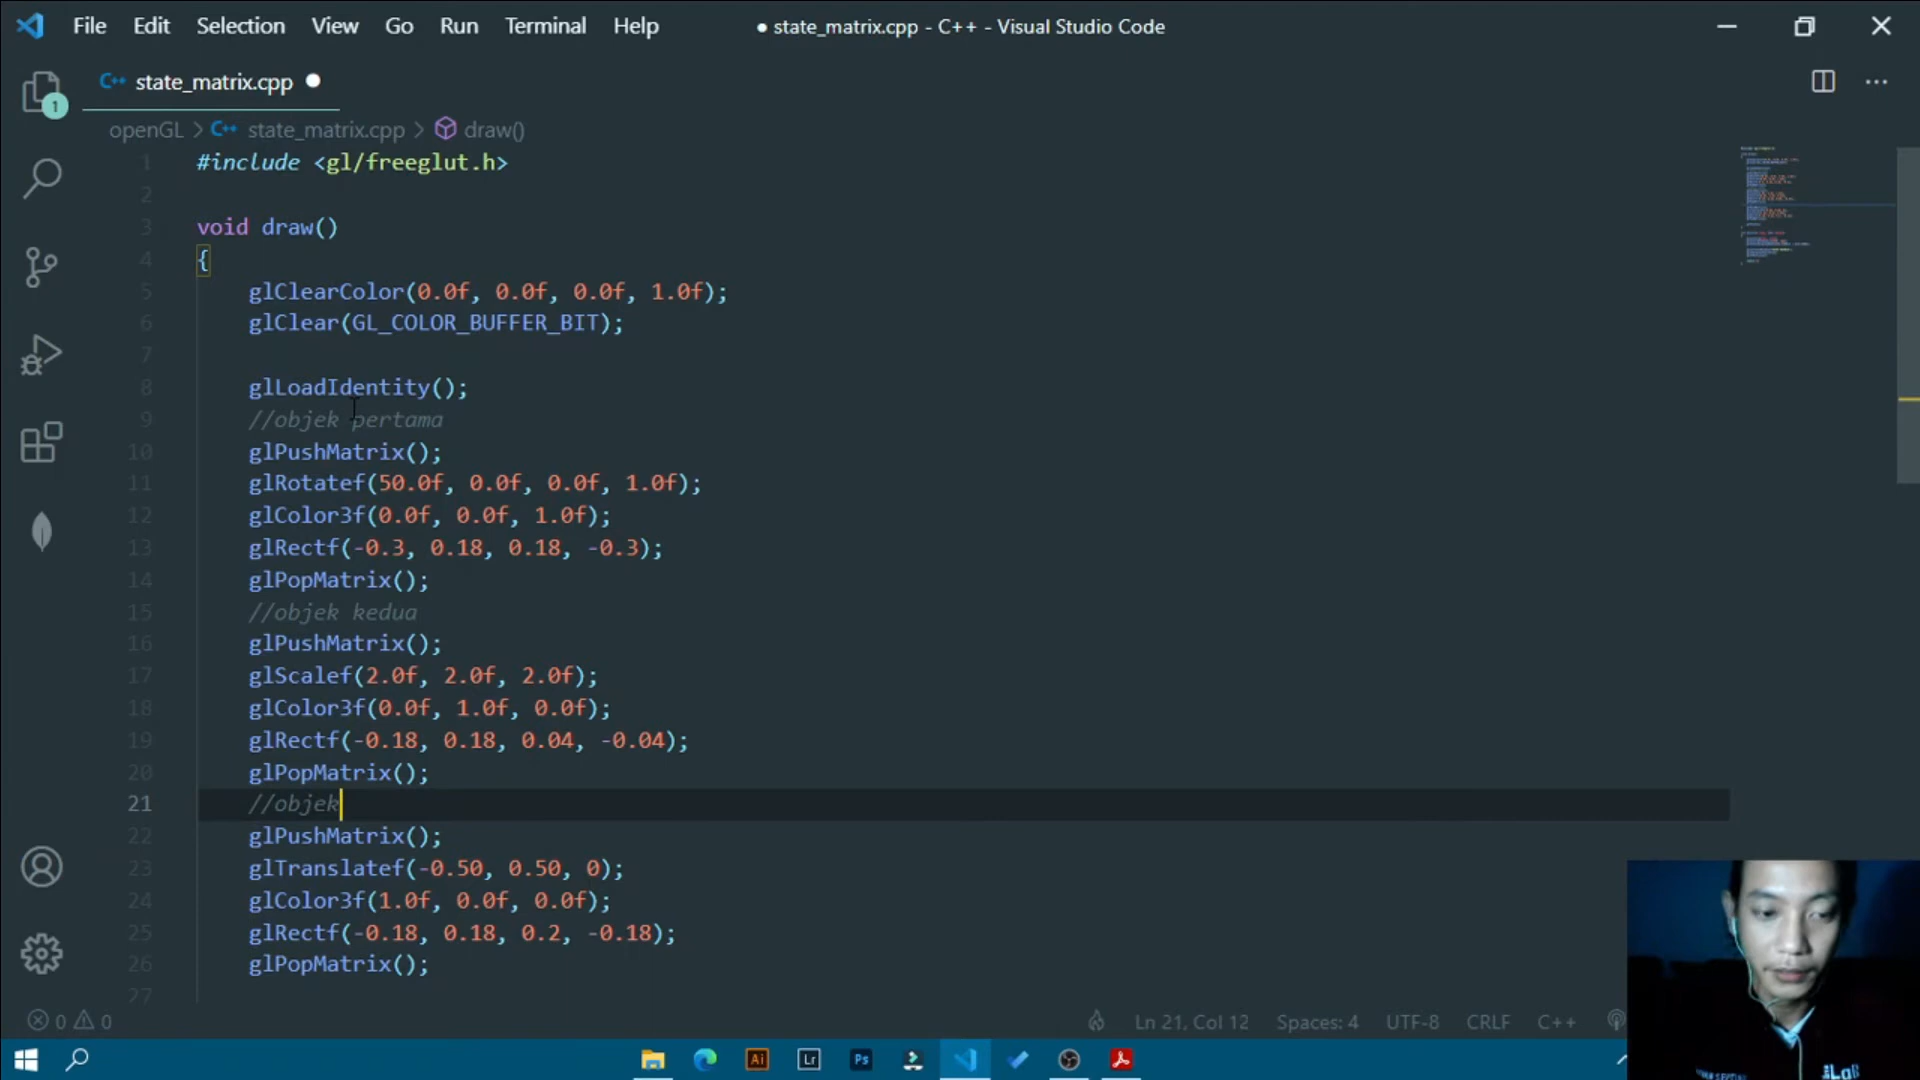 File Edit Selection View Go Run Terminal Help
● state_matrix.cpp - C++ - Visual Studio Code
C++ state_matrix.cpp ●
1
openGL > C++ state_matrix.cpp > draw()
1 #include <gl/freeglut.h>
2
3 void draw()
4 {
5 glClearColor(0.0f, 0.0f, 0.0f, 1.0f);
6 glClear(GL_COLOR_BUFFER_BIT);
7
8 glLoadIdentity();
9 //objek pertama
10 glPushMatrix();
11 glRotatef(50.0f, 0.0f, 0.0f, 1.0f);
12 glColor3f(0.0f, 0.0f, 1.0f);
13 glRectf(-0.3, 0.18, 0.18, -0.3);
14 glPopMatrix();
15 //objek kedua
16 glPushMatrix();
17 glScalef(2.0f, 2.0f, 2.0f);
18 glColor3f(0.0f, 1.0f, 0.0f);
19 glRectf(-0.18, 0.18, 0.04, -0.04);
20 glPopMatrix();
21 //objek
22 glPushMatrix();
23 glTranslatef(-0.50, 0.50, 0);
24 glColor3f(1.0f, 0.0f, 0.0f);
25 glRectf(-0.18, 0.18, 0.2, -0.18);
26 glPopMatrix();
27
0 0 Ln 21, Col 12 Spaces: 4 UTF-8 CRLF C++
Ai Lr Ps